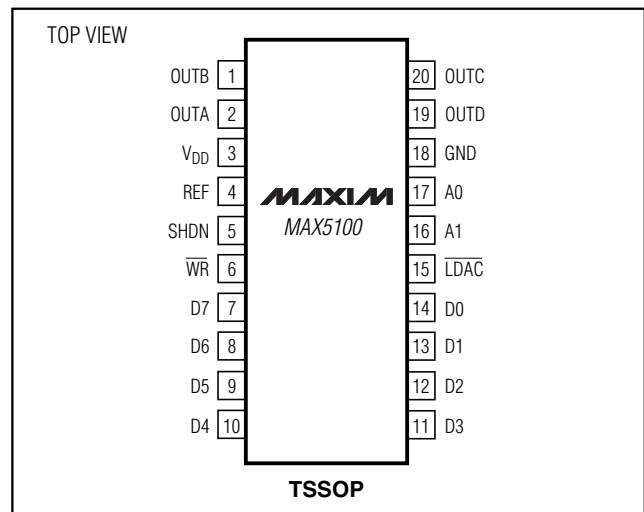 TOP VIEW
OUTB 1 20 OUTC
OUTA 2 19 OUTD
VDD 3 18 GND
REF 4 MAXIM 17 A0
SHDN 5 MAX5100 16 A1
W̅R̅ 6 15 L̅D̅A̅C̅
D7 7 14 D0
D6 8 13 D1
D5 9 12 D2
D4 10 11 D3
TSSOP